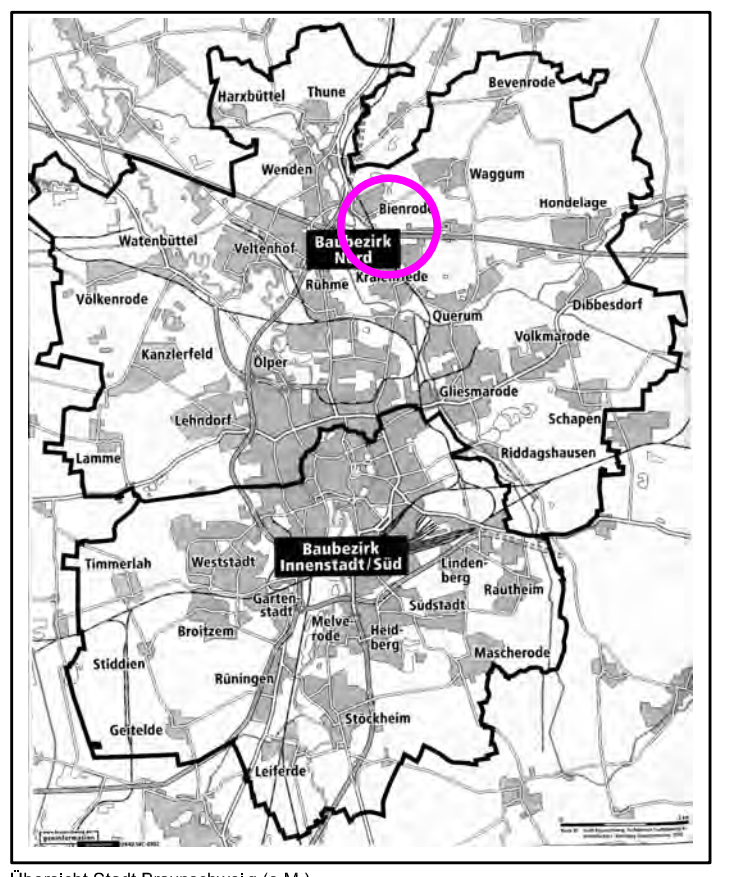 Bevenrode
Harxbüttel
Thune
Wenden
Waggum
Bienrode
Hondelage
Watenbüttel
Veltenhof
Baubezirk
Nord
Rühme
Völkenrode
Querum
Dibbesdorf
Volkmarode
Kanzlerfeld
Ölper
Gliesmarode
Lehndorf
Schapen
Lamme
Riddagshausen
Baubezirk
Innenstadt/Süd
Timmerlah
Weststadt
Linden-
berg
Rautheim
Garten-
stadt
Südstadt
Broitzem
Melve-
rode
Heid-
berg
Mascherode
Stiddien
Rüningen
Stöckheim
Geitelde
Leiferde
geoinformation